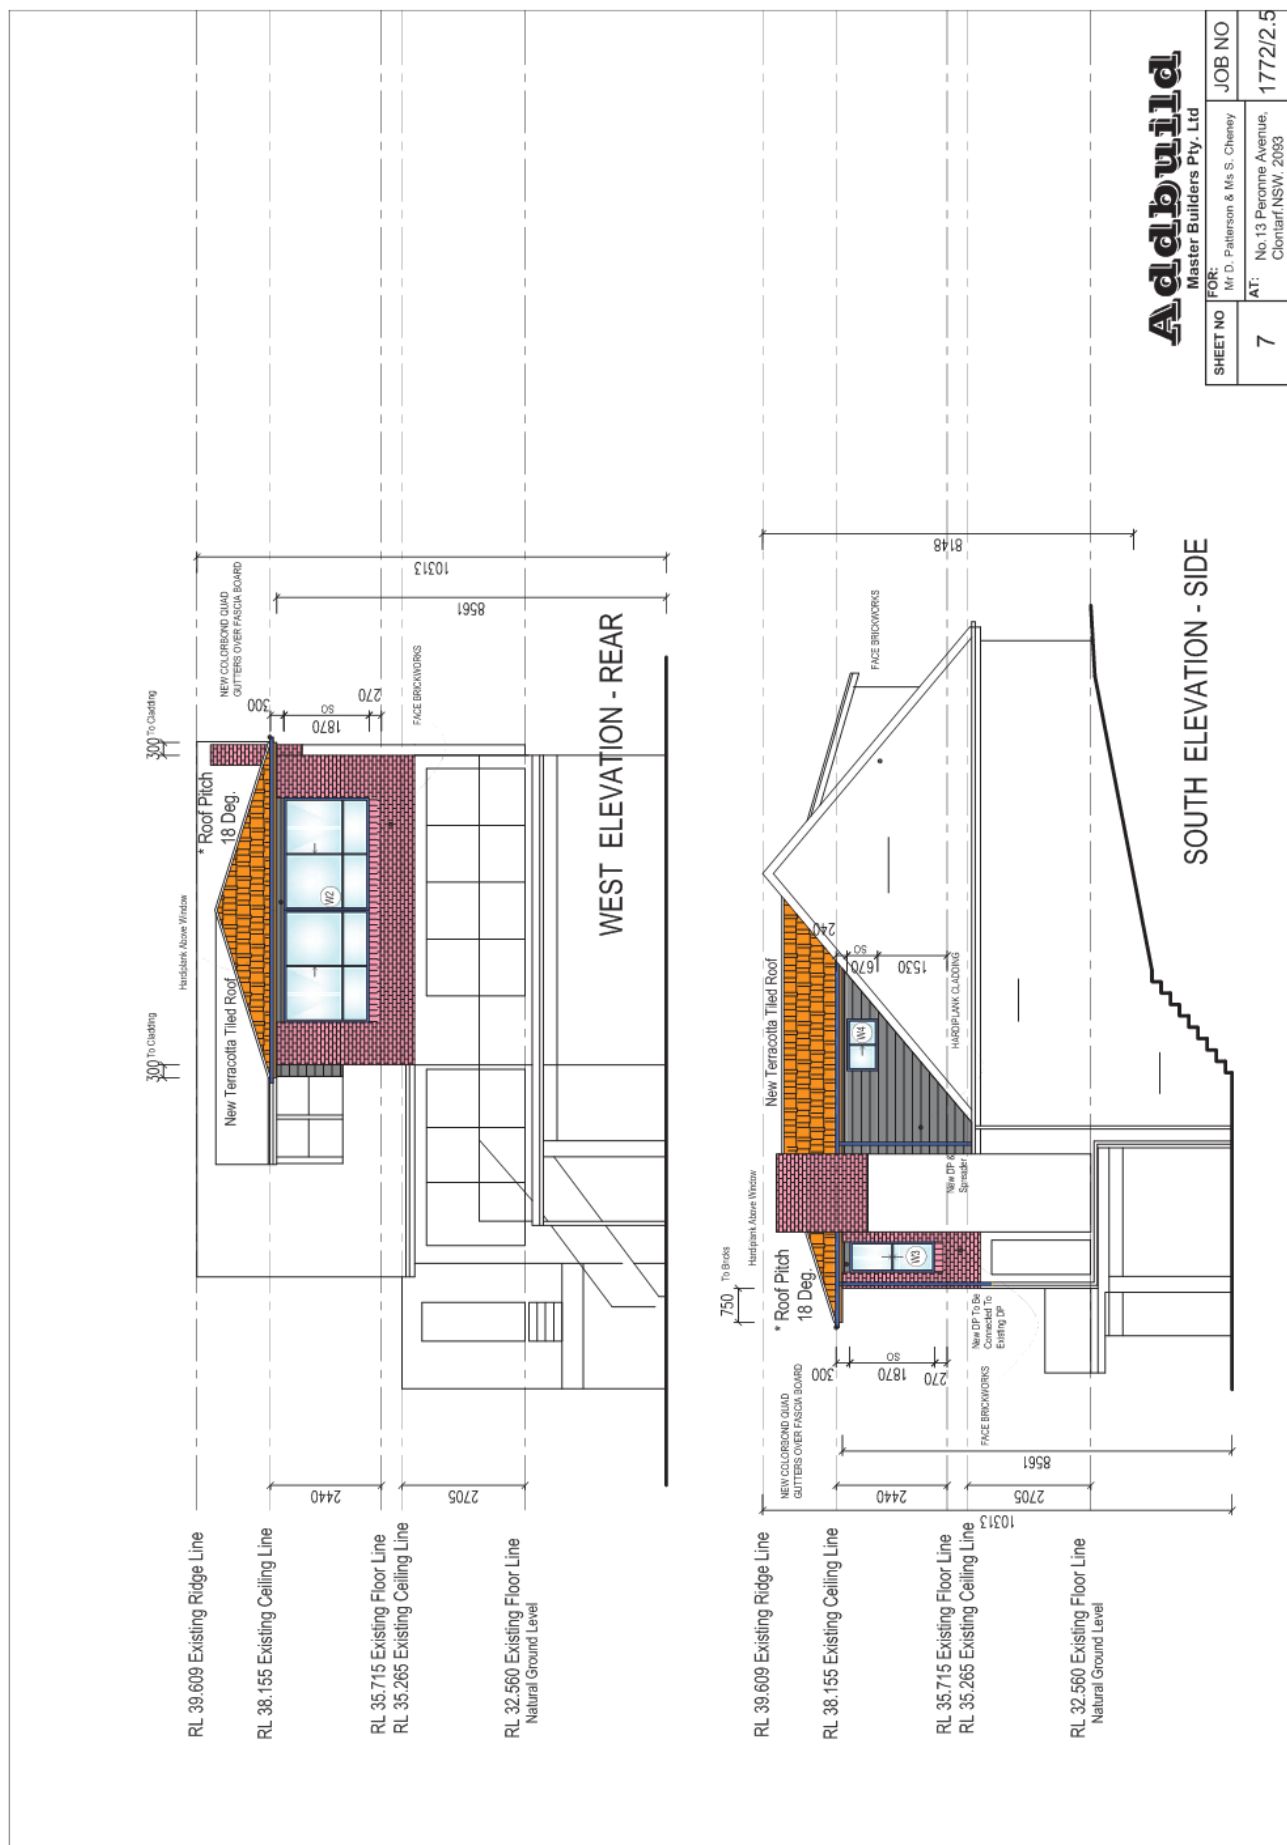 RL 39.609 Existing Ridge Line
RL 38.155 Existing Ceiling Line
RL 35.715 Existing Floor Line
RL 35.265 Existing Ceiling Line
RL 32.560 Existing Floor Line
Natural Ground Level
2440
2705
300 To Cladding
Hardiplank Above Window
300 To Cladding
New Terracotta Tiled Roof
* Roof Pitch
18 Deg.
W2
NEW COLORBOND QUAD
GUTTERS OVER FASCIA BOARD
300
1870
SO
270
FACE BRICKWORKS
10313
8561
WEST ELEVATION - REAR
RL 39.609 Existing Ridge Line
RL 38.155 Existing Ceiling Line
RL 35.715 Existing Floor Line
RL 35.265 Existing Ceiling Line
RL 32.560 Existing Floor Line
Natural Ground Level
10313
2440
2705
8561
NEW COLORBOND QUAD
GUTTERS OVER FASCIA BOARD
300
1870
SO
270
FACE BRICKWORKS
750
To Bricks
* Roof Pitch
18 Deg.
Hardiplank Above Window
W3
New DP To Be
Connected To
Existing DP
New DP &
Spreader
New Terracotta Tiled Roof
W4
240
670
SO
1530
HARDIPLANK CLADDING
FACE BRICKWORKS
8148
SOUTH ELEVATION - SIDE
Addbuild
Master Builders Pty. Ltd
SHEET NO
7
FOR:
Mr D. Patterson & Ms S. Cheney
AT:
No.13 Peronne Avenue,
Clontarf.NSW. 2093
JOB NO
1772/2.5